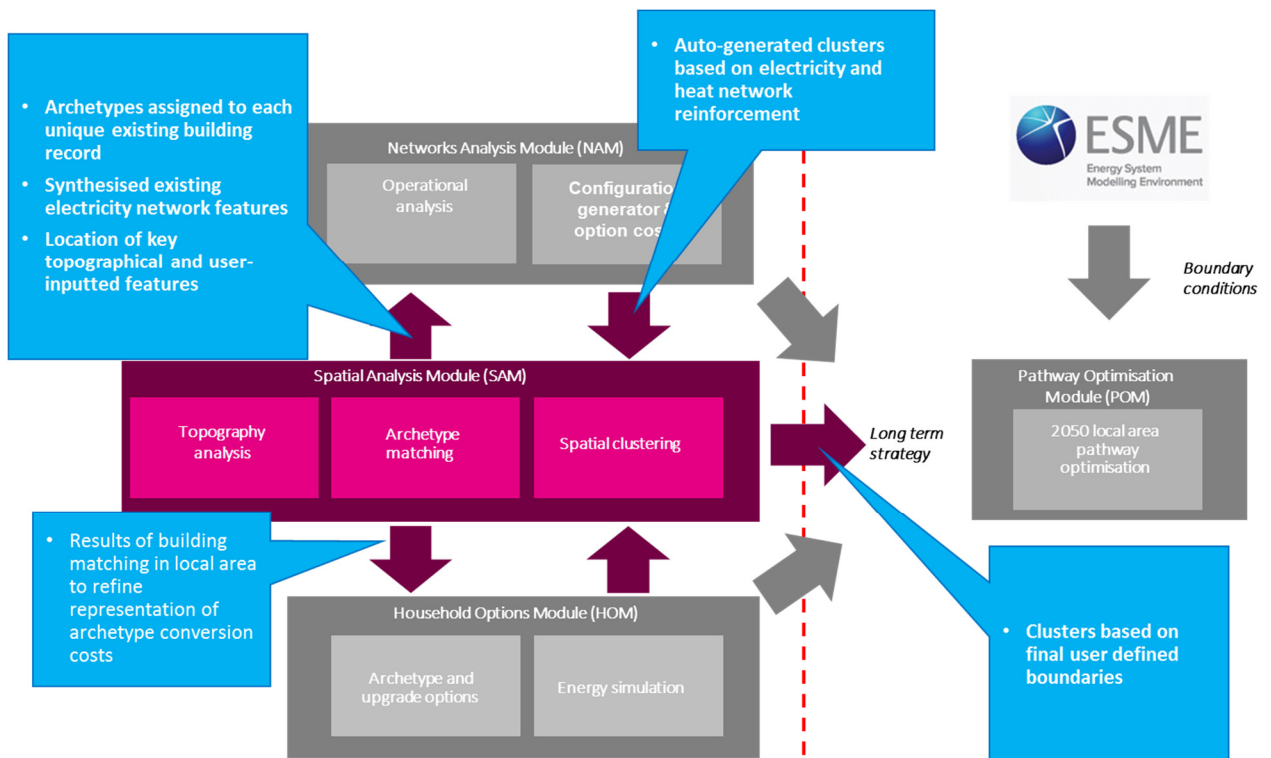 • Archetypes assigned to each
unique existing building
record
• Synthesised existing
electricity network features
• Location of key
topographical and user-
inputted features
• Auto-generated clusters
based on electricity and
heat network
reinforcement
ESME
Energy System
Modelling Environment
Networks Analysis Module (NAM)
Operational
analysis
Configuration
generator &
option
Boundary
conditions
Spatial Analysis Module (SAM)
Topography
analysis
Archetype
matching
Spatial clustering
Long term
strategy
Pathway Optimisation
Module (POM)
2050 local area
pathway
optimisation
• Results of building
matching in local area
to refine
representation of
archetype conversion
costs
Household Options Module (HOM)
Archetype and
upgrade options
Energy simulation
• Clusters based on
final user defined
boundaries